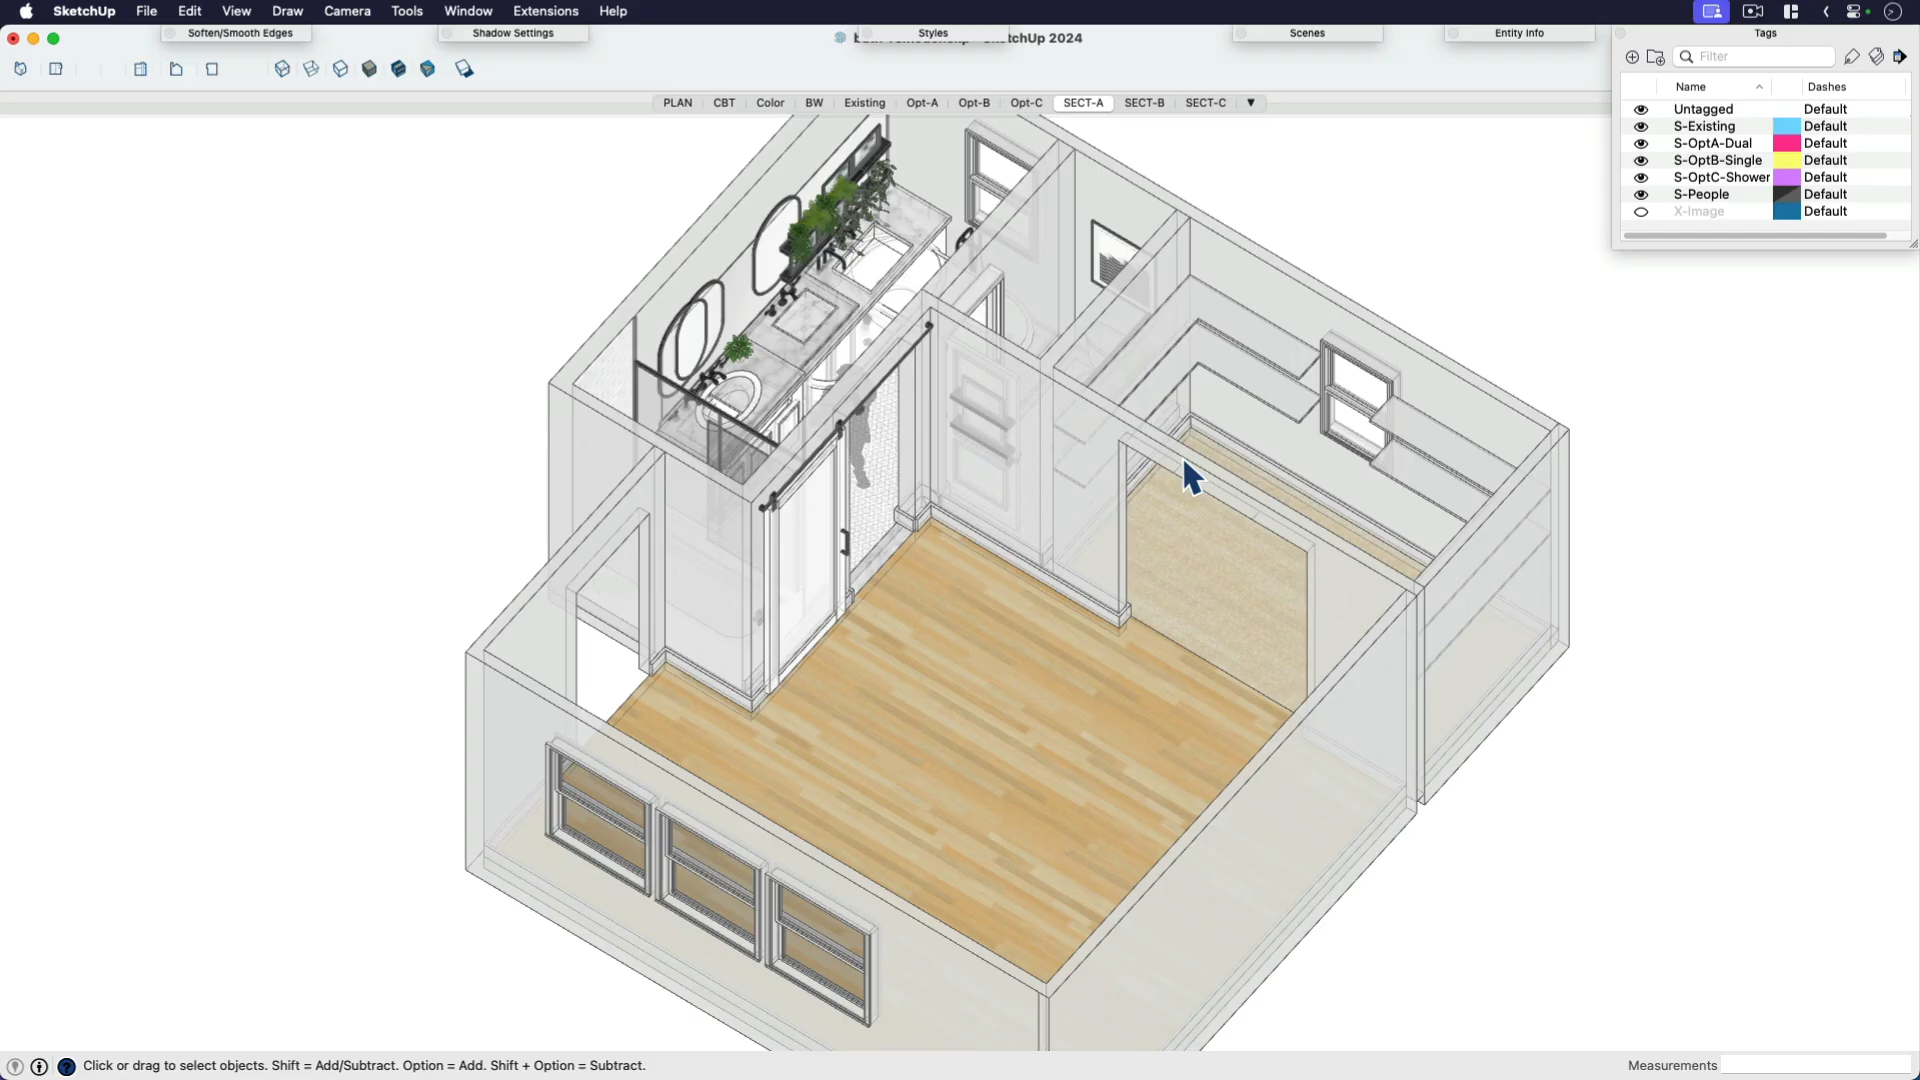 SketchUp File Edit View Draw Camera Tools Window Extensions Help
Soften/Smooth Edges Shadow Settings Styles Scenes Entity Info Tags
SketchUp 2024
Filter
PLAN CBT Color BW Existing Opt-A Opt-B Opt-C SECT-A SECT-B SECT-C
Name Dashes
Untagged Default
S-Existing Default
S-OptA-Dual Default
S-OptB-Single Default
S-OptC-Shower Default
S-People Default
X-Image Default
Click or drag to select objects. Shift = Add/Subtract. Option = Add. Shift + Option = Subtract.
Measurements